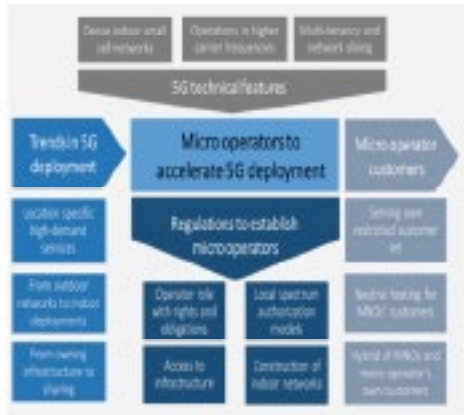 Dense indoor small
cell networks
Operations in higher
carrier frequencies
Multi-tenancy and
network slicing
5G technical features
Trends in 5G
deployment
Micro operators to
accelerate 5G deployment
Micro operator
customers
Location specific
high-demand
services
From outdoor
networks to indoor
deployments
From owning
infrastructure to
sharing
Regulations to establish
micro operators
Operator role
with rights and
obligations
Local spectrum
authorization
models
Access to
infrastructure
Construction of
indoor networks
Serving own
restricted customer
set
Neutral hosting for
MNOs' customers
Hybrid of MNOs and
micro operator's
own customers